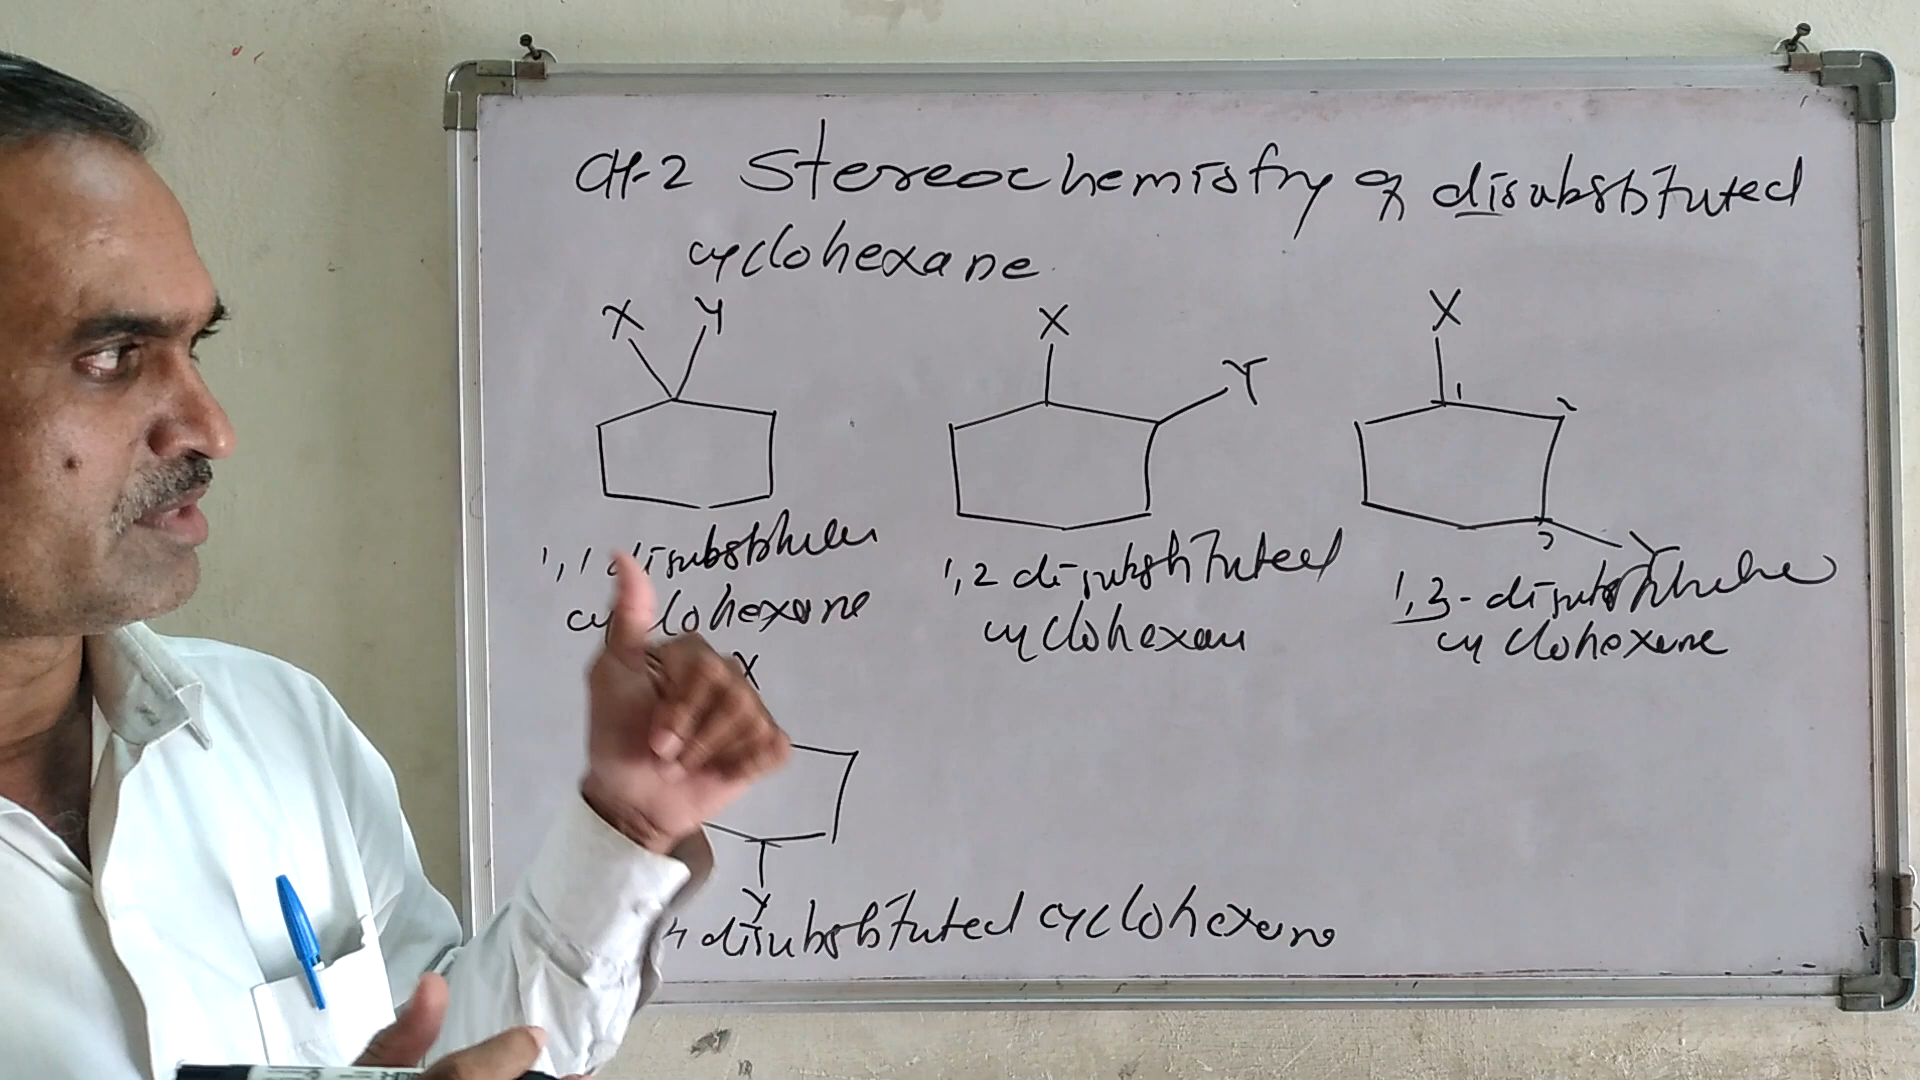 CH-2 Stereochemistry of disubstituted
cyclohexane
X Y
X
Y
X
1
2
3
Y
1,1 disubstituted
cyclohexane
1,2 disubstituted
cyclohexane
1,3-disubstituted
cyclohexane
X
Y
4 disubstituted cyclohexane